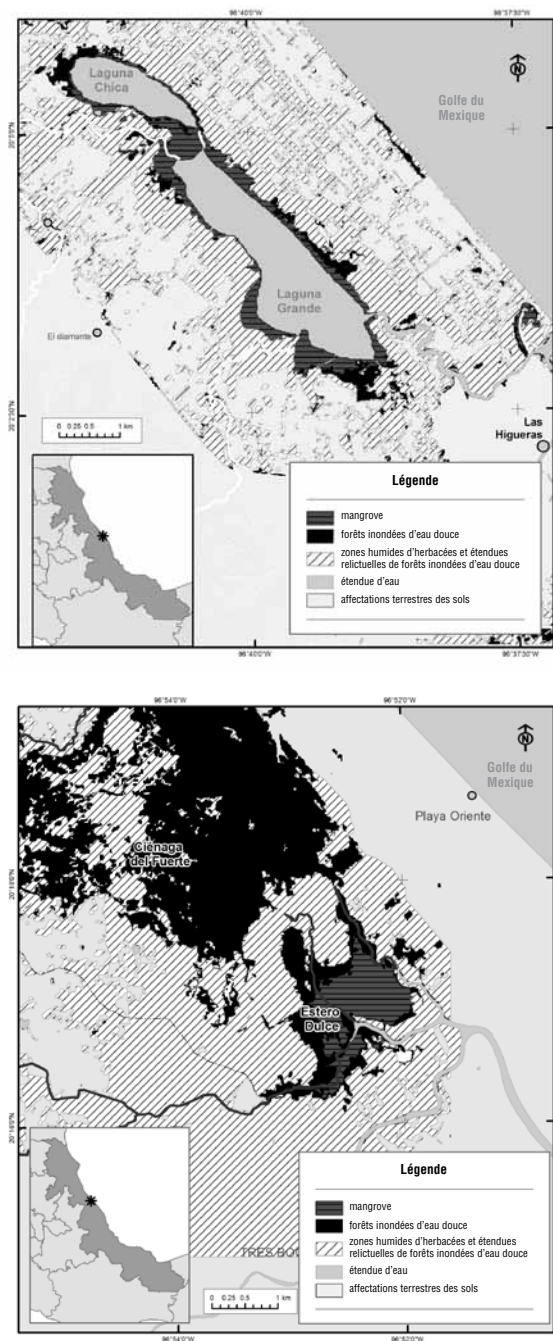 96°40'0"W
96°37'30"W
Laguna
Chica
Golfe du
Mexique
N
Laguna
Grande
El diamante
20°2'30"N
0 0.25 0.5 1 km
Las
Higueras
Légende
mangrove
forêts inondées d'eau douce
zones humides d'herbacées et étendues
relictuelles de forêts inondées d'eau douce
étendue d'eau
affectations terrestres des sols
96°40'0"W
96°37'30"W
96°54'0"W
96°52'0"W
N
Golfe du
Mexique
Playa Oriente
Ciénaga
del Fuerte
Estero
Dulce
Légende
mangrove
forêts inondées d'eau douce
zones humides d'herbacées et étendues
relictuelles de forêts inondées d'eau douce
étendue d'eau
affectations terrestres des sols
TRES BO
0 0.25 0.5 1 km
96°54'0"W
96°52'0"W